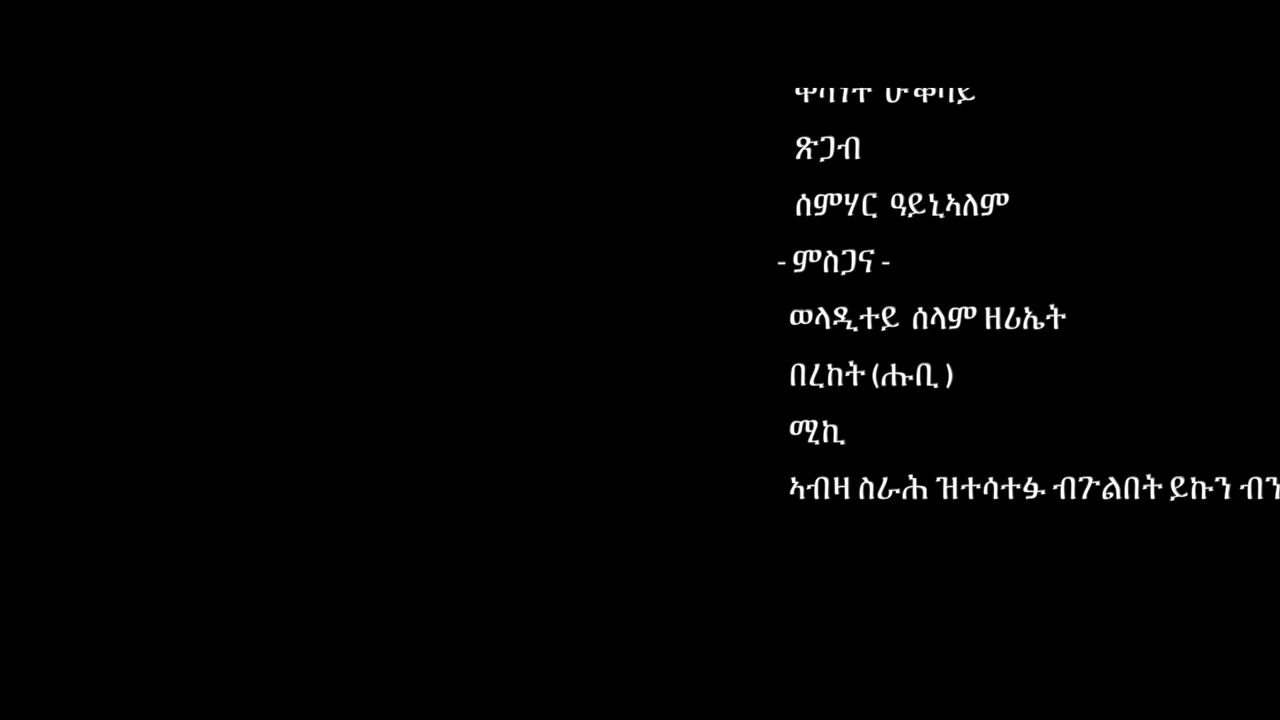 ጽጋብ
ሰምሃር ዓይኒኣለም
- ምስጋና -
ወላዲተይ ሰላም ዘሪኤት
በረከት (ሑቢ )
ሚኪ
ኣብዛ ስራሕ ዝተሳተፉ ብጉልበት ይኩን